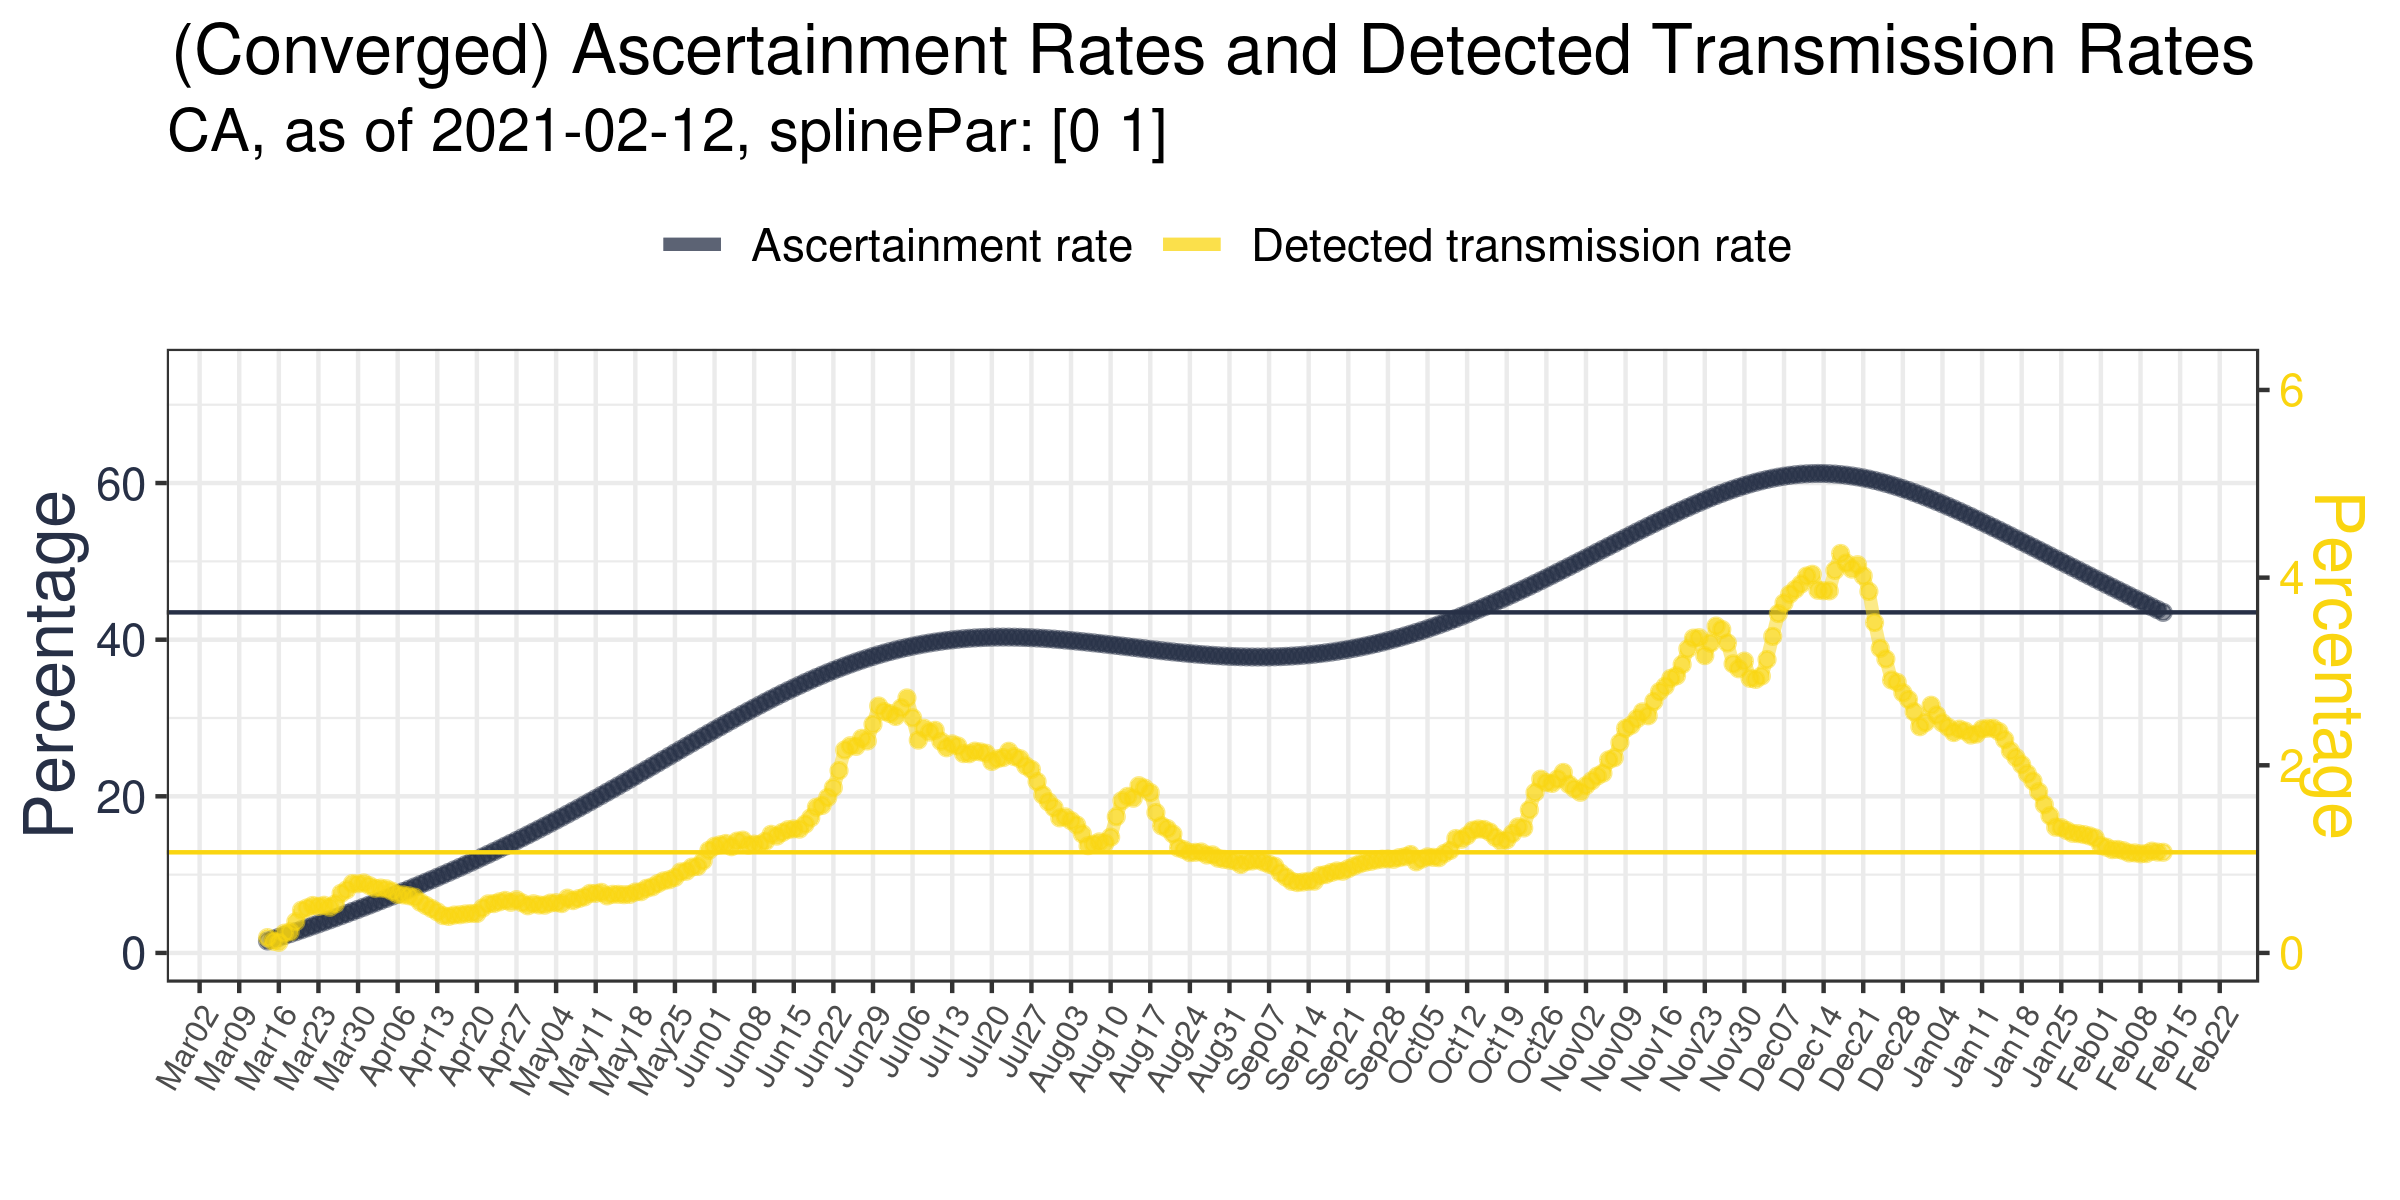 (Converged) Ascertainment Rates and Detected Transmission Rates
CA, as of 2021-02-12, splinePar: [0 1]
Ascertainment rate
Detected transmission rate
Percentage
60
40
20
0
6
4
2
0
Percentage
Mar02
Mar09
Mar16
Mar23
Mar30
Apr06
Apr13
Apr20
Apr27
May04
May11
May18
May25
Jun01
Jun08
Jun15
Jun22
Jun29
Jul06
Jul13
Jul20
Jul27
Aug03
Aug10
Aug17
Aug24
Aug31
Sep07
Sep14
Sep21
Sep28
Oct05
Oct12
Oct19
Oct26
Nov02
Nov09
Nov16
Nov23
Nov30
Dec07
Dec14
Dec21
Dec28
Jan04
Jan11
Jan18
Jan25
Feb01
Feb08
Feb15
Feb22